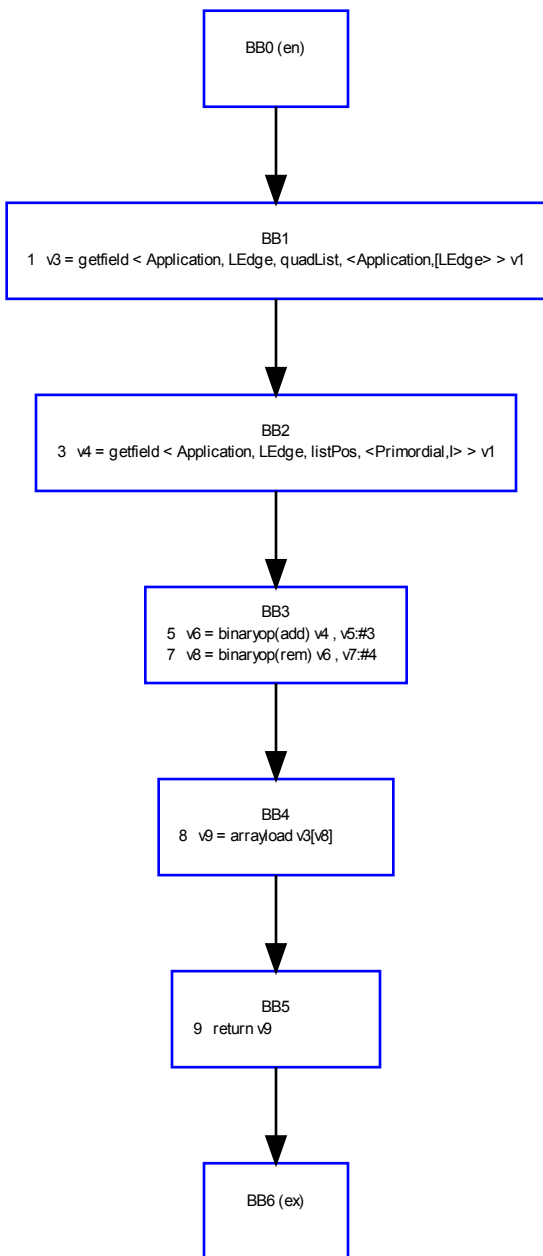 BB0 (en)
BB1
1 v3 = getfield < Application, LEdge, quadList, <Application,[LEdge> > v1
BB2
3 v4 = getfield < Application, LEdge, listPos, <Primordial,I> > v1
BB3
5 v6 = binaryop(add) v4 , v5:#3
7 v8 = binaryop(rem) v6 , v7:#4
BB4
8 v9 = arrayload v3[v8]
BB5
9 return v9
BB6 (ex)